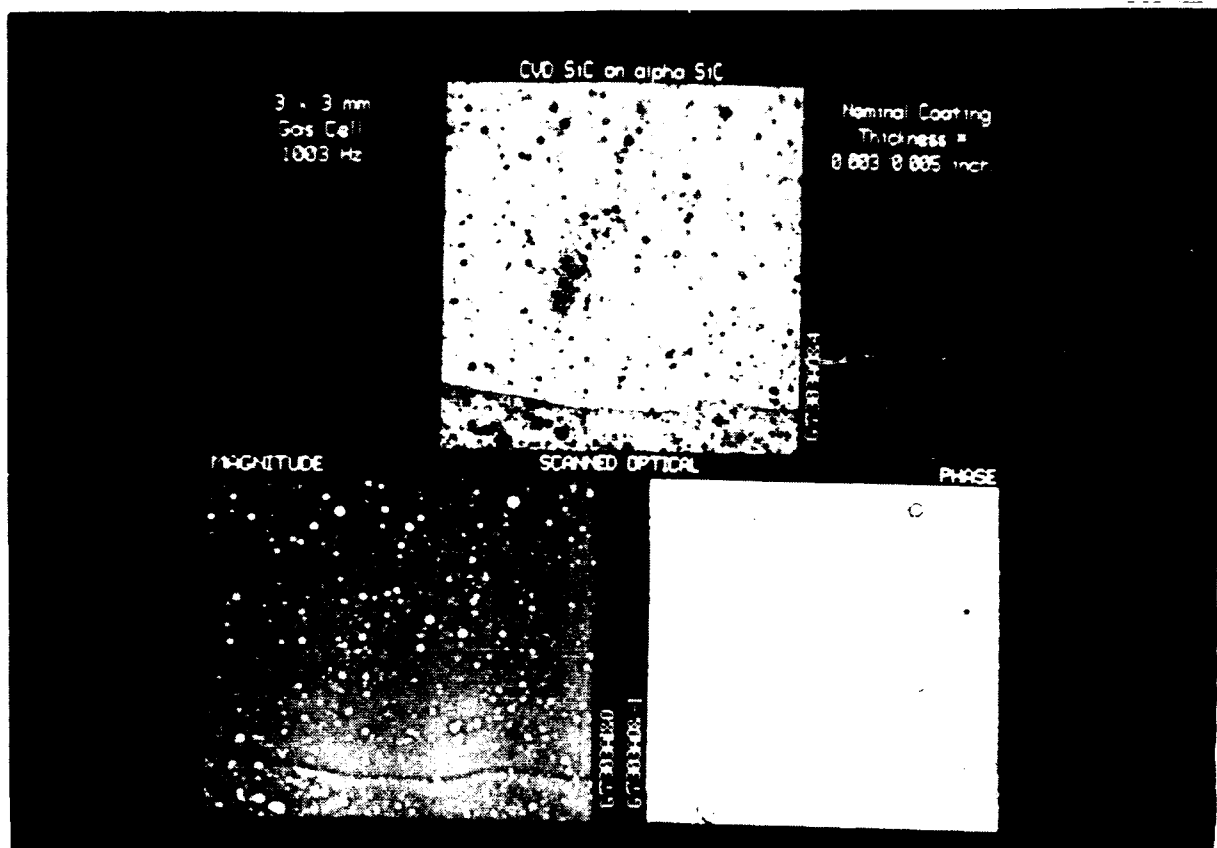 CVD SiC on alpha SiC
3 x 3 mm
Gas Cell
1003 Hz
Nominal Coating
Thickness =
0.003 0.005 inch
MAGNITUDE
SCANNED OPTICAL
PHASE